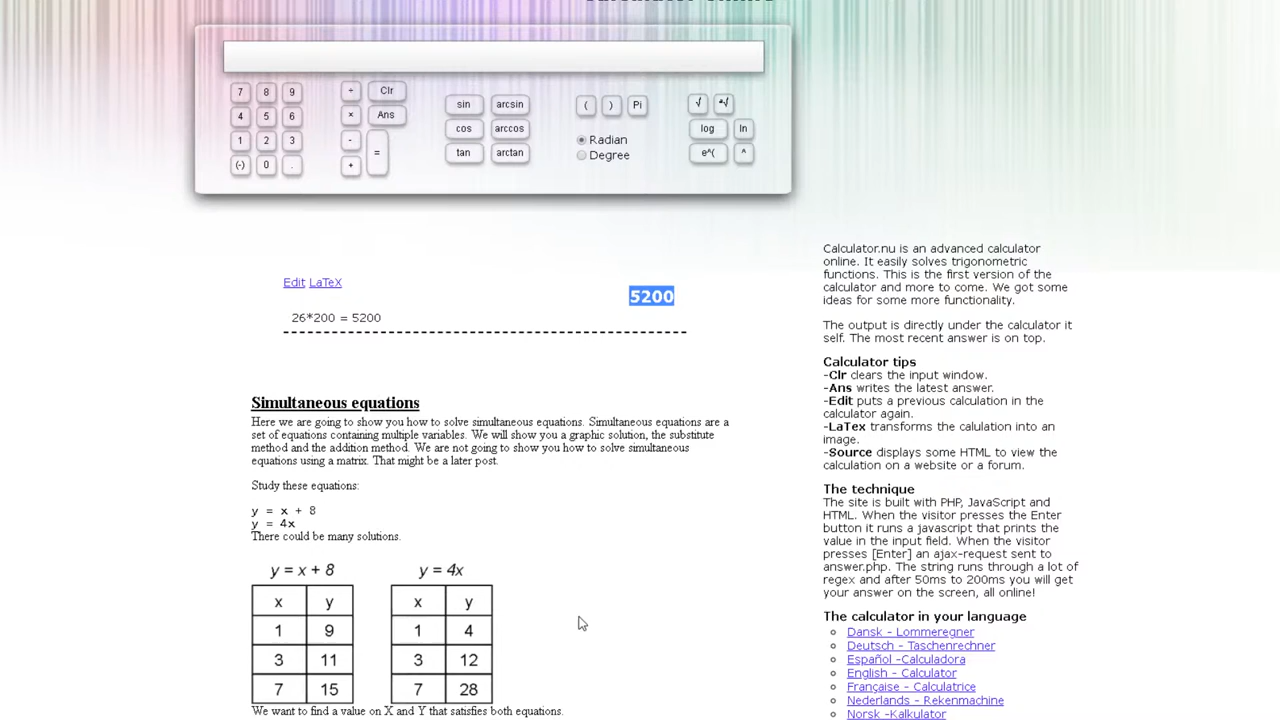 7 8 9 ÷ Clr
4 5 6 × Ans
1 2 3 - =
(-) 0 . +
sin arcsin
cos arccos
tan arctan
( ) Pi
Radian
Degree
√
log ln
e^( ^
Edit LaTeX
5200
26*200 = 5200
Simultaneous equations
Here we are going to show you how to solve simultaneous equations. Simultaneous equations are a
set of equations containing multiple variables. We will show you a graphic solution, the substitute
method and the addition method. We are not going to show you how to solve simultaneous
equations using a matrix. That might be a later post.
Study these equations:
y = x + 8
y = 4x
There could be many solutions.
y = x + 8
x y
1 9
3 11
7 15
y = 4x
x y
1 4
3 12
7 28
We want to find a value on X and Y that satisfies both equations.
Calculator.nu is an advanced calculator
online. It easily solves trigonometric
functions. This is the first version of the
calculator and more to come. We got some
ideas for some more functionality.
The output is directly under the calculator it
self. The most recent answer is on top.
Calculator tips
-Clr clears the input window.
-Ans writes the latest answer.
-Edit puts a previous calculation in the
calculator again.
-LaTex transforms the calulation into an
image.
-Source displays some HTML to view the
calculation on a website or a forum.
The technique
The site is built with PHP, JavaScript and
HTML. When the visitor presses the Enter
button it runs a javascript that prints the
value in the input field. When the visitor
presses [Enter] an ajax-request sent to
answer.php. The string runs through a lot of
regex and after 50ms to 200ms you will get
your answer on the screen, all online!
The calculator in your language
Dansk - Lommeregner
Deutsch - Taschenrechner
Español -Calculadora
English - Calculator
Française - Calculatrice
Nederlands - Rekenmachine
Norsk -Kalkulator